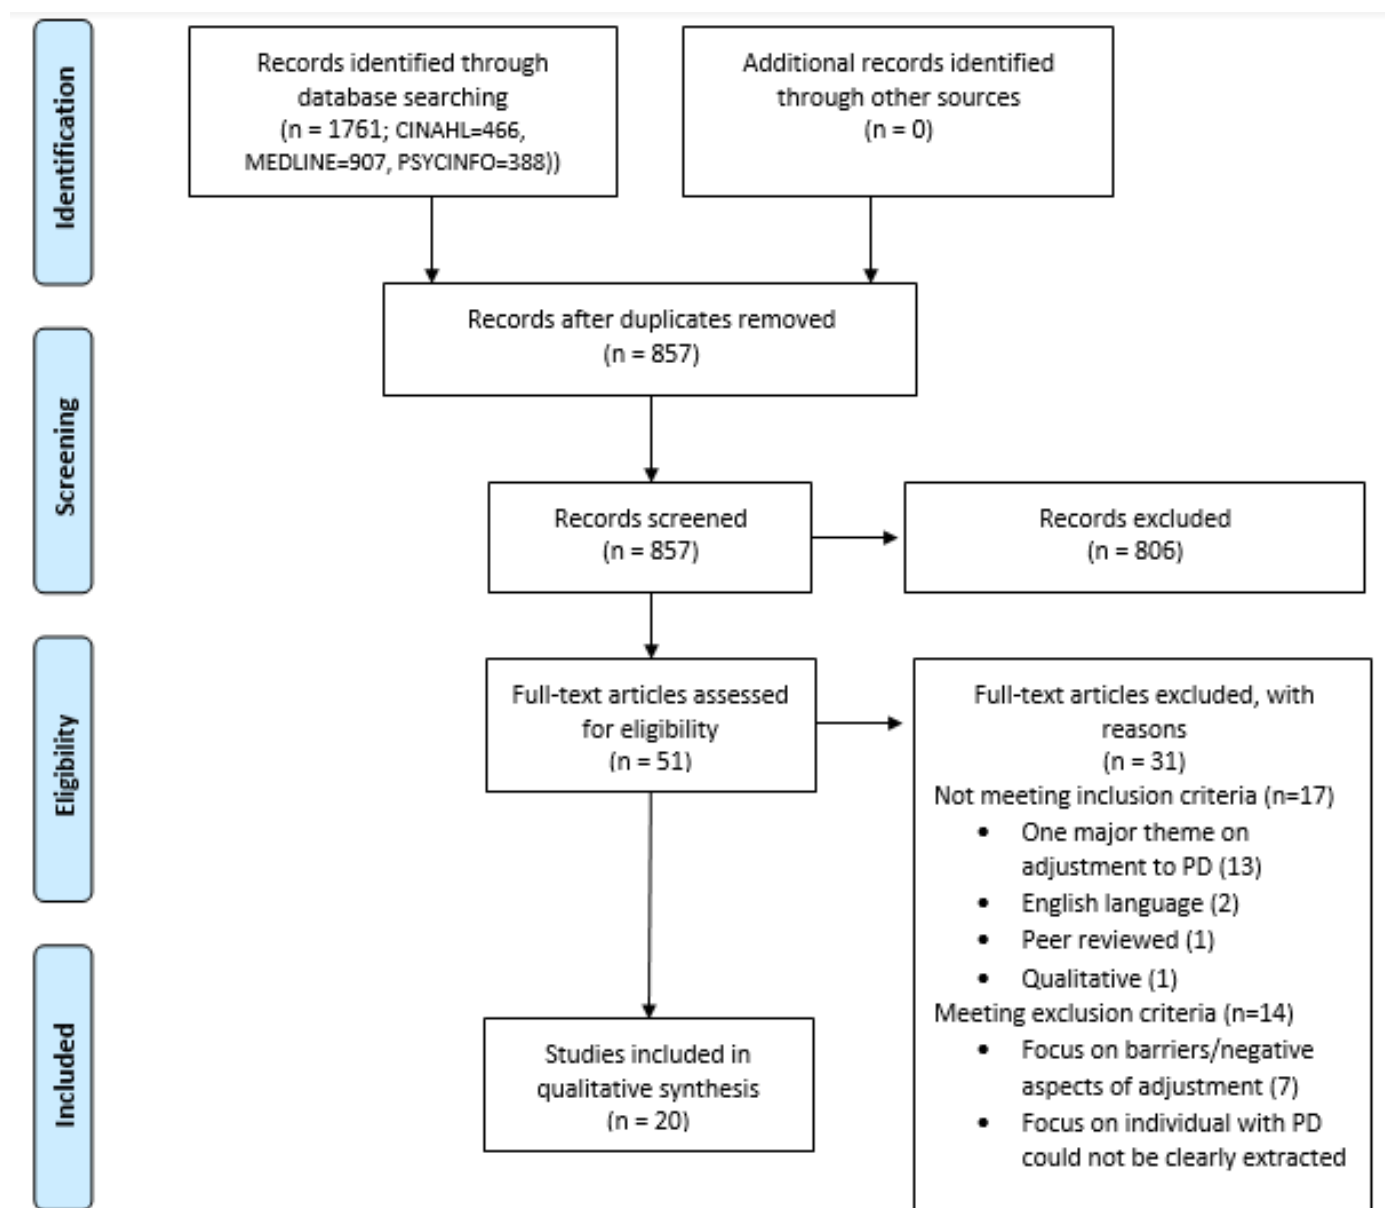 Identification
Records identified through
database searching
(n = 1761; CINAHL=466,
MEDLINE=907, PSYCINFO=388))
Additional records identified
through other sources
(n = 0)
Screening
Records after duplicates removed
(n = 857)
Records screened
(n = 857)
Records excluded
(n = 806)
Eligibility
Full-text articles assessed
for eligibility
(n = 51)
Full-text articles excluded, with
reasons
(n = 31)
Not meeting inclusion criteria (n=17)
• One major theme on
adjustment to PD (13)
• English language (2)
• Peer reviewed (1)
• Qualitative (1)
Meeting exclusion criteria (n=14)
• Focus on barriers/negative
aspects of adjustment (7)
• Focus on individual with PD
could not be clearly extracted
Included
Studies included in
qualitative synthesis
(n = 20)